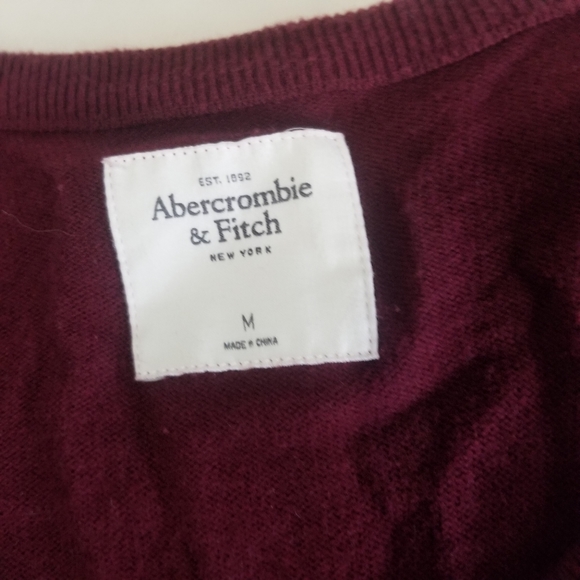 EST. 1892
Abercrombie
& Fitch
NEW YORK
M
MADE IN CHINA